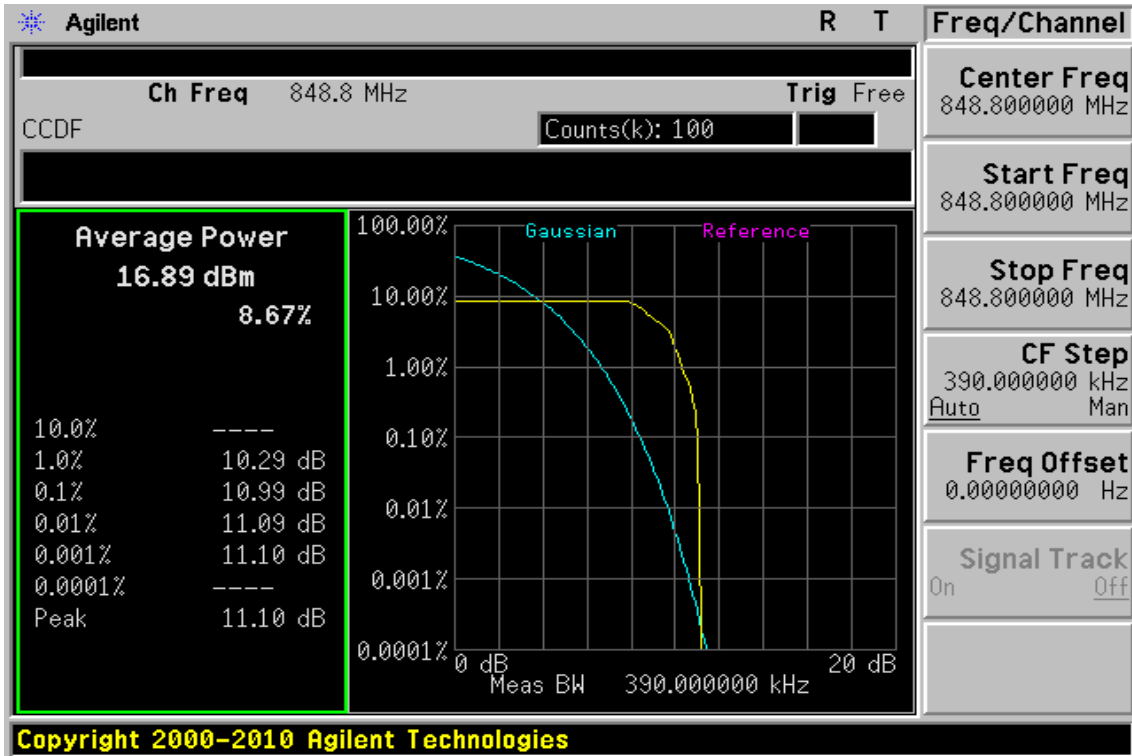 Agilent R T
Freq/Channel
Ch Freq 848.8 MHz Trig Free
CCDF Counts(k): 100
Average Power
16.89 dBm
8.67%
10.0% ----
1.0% 10.29 dB
0.1% 10.99 dB
0.01% 11.09 dB
0.001% 11.10 dB
0.0001% ----
Peak 11.10 dB
Gaussian Reference
100.00%
10.00%
1.00%
0.10%
0.01%
0.001%
0.0001%
0 dB 20 dB
Meas BW 390.000000 kHz
Center Freq
848.800000 MHz
Start Freq
848.800000 MHz
Stop Freq
848.800000 MHz
CF Step
390.000000 kHz
Auto Man
Freq Offset
0.00000000 Hz
Signal Track
On Off
Copyright 2000-2010 Agilent Technologies